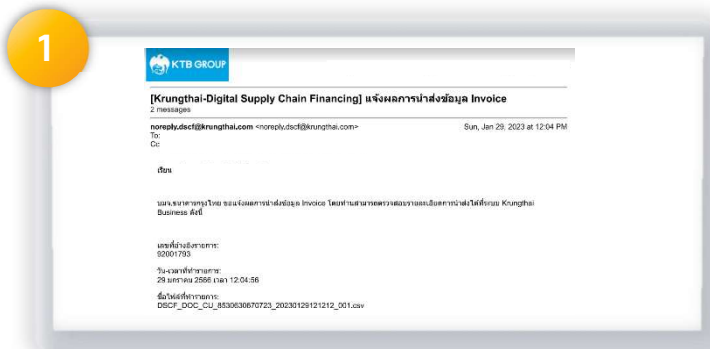 1
KTB GROUP
[Krungthai-Digital Supply Chain Financing] แจ้งผลการนำส่งข้อมูล Invoice
2 messages
noreply.dscf@krungthai.com <noreply.dscf@krungthai.com> Sun, Jan 29, 2023 at 12:04 PM
To:
Cc:
เรียน
บมจ.ธนาคารกรุงไทย ขอแจ้งผลการนำส่งข้อมูล Invoice โดยท่านสามารถตรวจสอบรายละเอียดการนำส่งได้ที่ระบบ Krungthai
Business ดังนี้
เลขที่อ้างอิงรายการ:
92001793
วัน-เวลาที่ทำรายการ:
29 มกราคม 2566 เวลา 12:04:56
ชื่อไฟล์ที่ทำรายการ:
DSCF_DOC_CU_8530630670723_20230129121212_001.csv